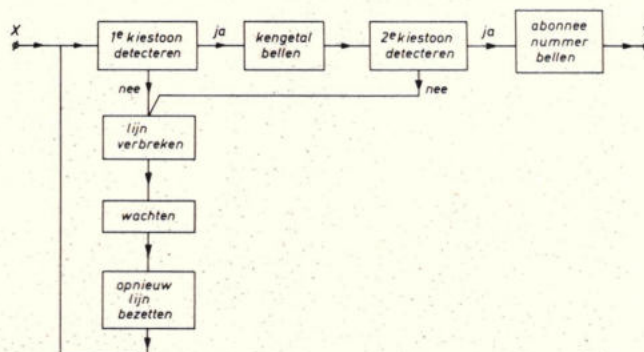 X
1e kiestoon
detecteren
ja
kengetal
bellen
2e kiestoon
detecteren
ja
abonnee
nummer
bellen
nee
nee
lijn
verbreken
wachten
opnieuw
lijn
bezetten